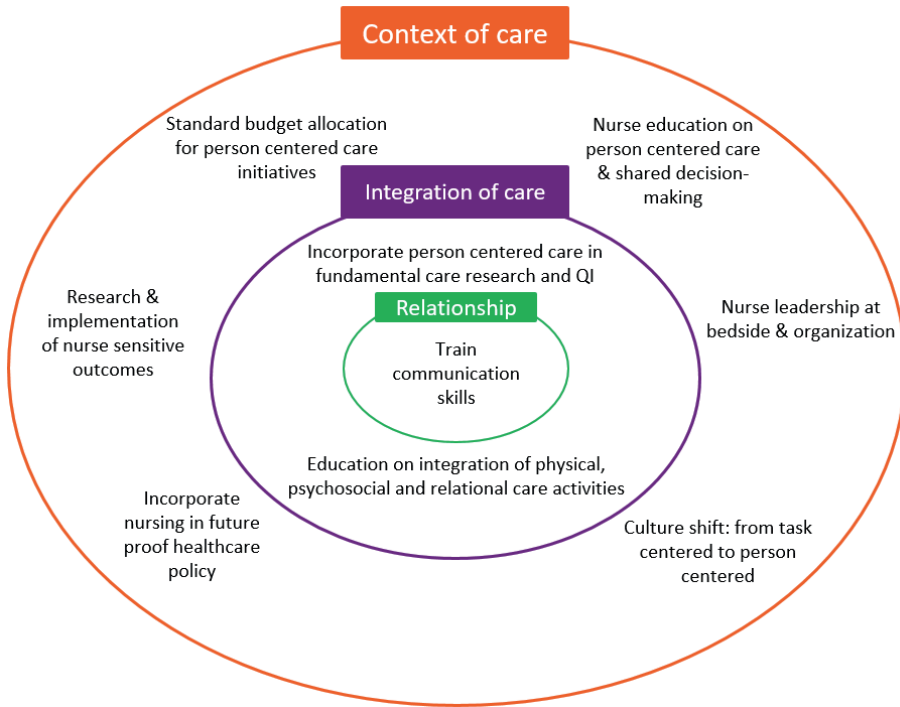 Context of care
Standard budget allocation
for person centered care
initiatives
Nurse education on
person centered care
& shared decision-
making
Integration of care
Incorporate person centered care in
fundamental care research and QI
Research &
implementation
of nurse sensitive
outcomes
Relationship
Train
communication
skills
Nurse leadership at
bedside & organization
Education on integration of physical,
psychosocial and relational care activities
Incorporate
nursing in future
proof healthcare
policy
Culture shift: from task
centered to person
centered